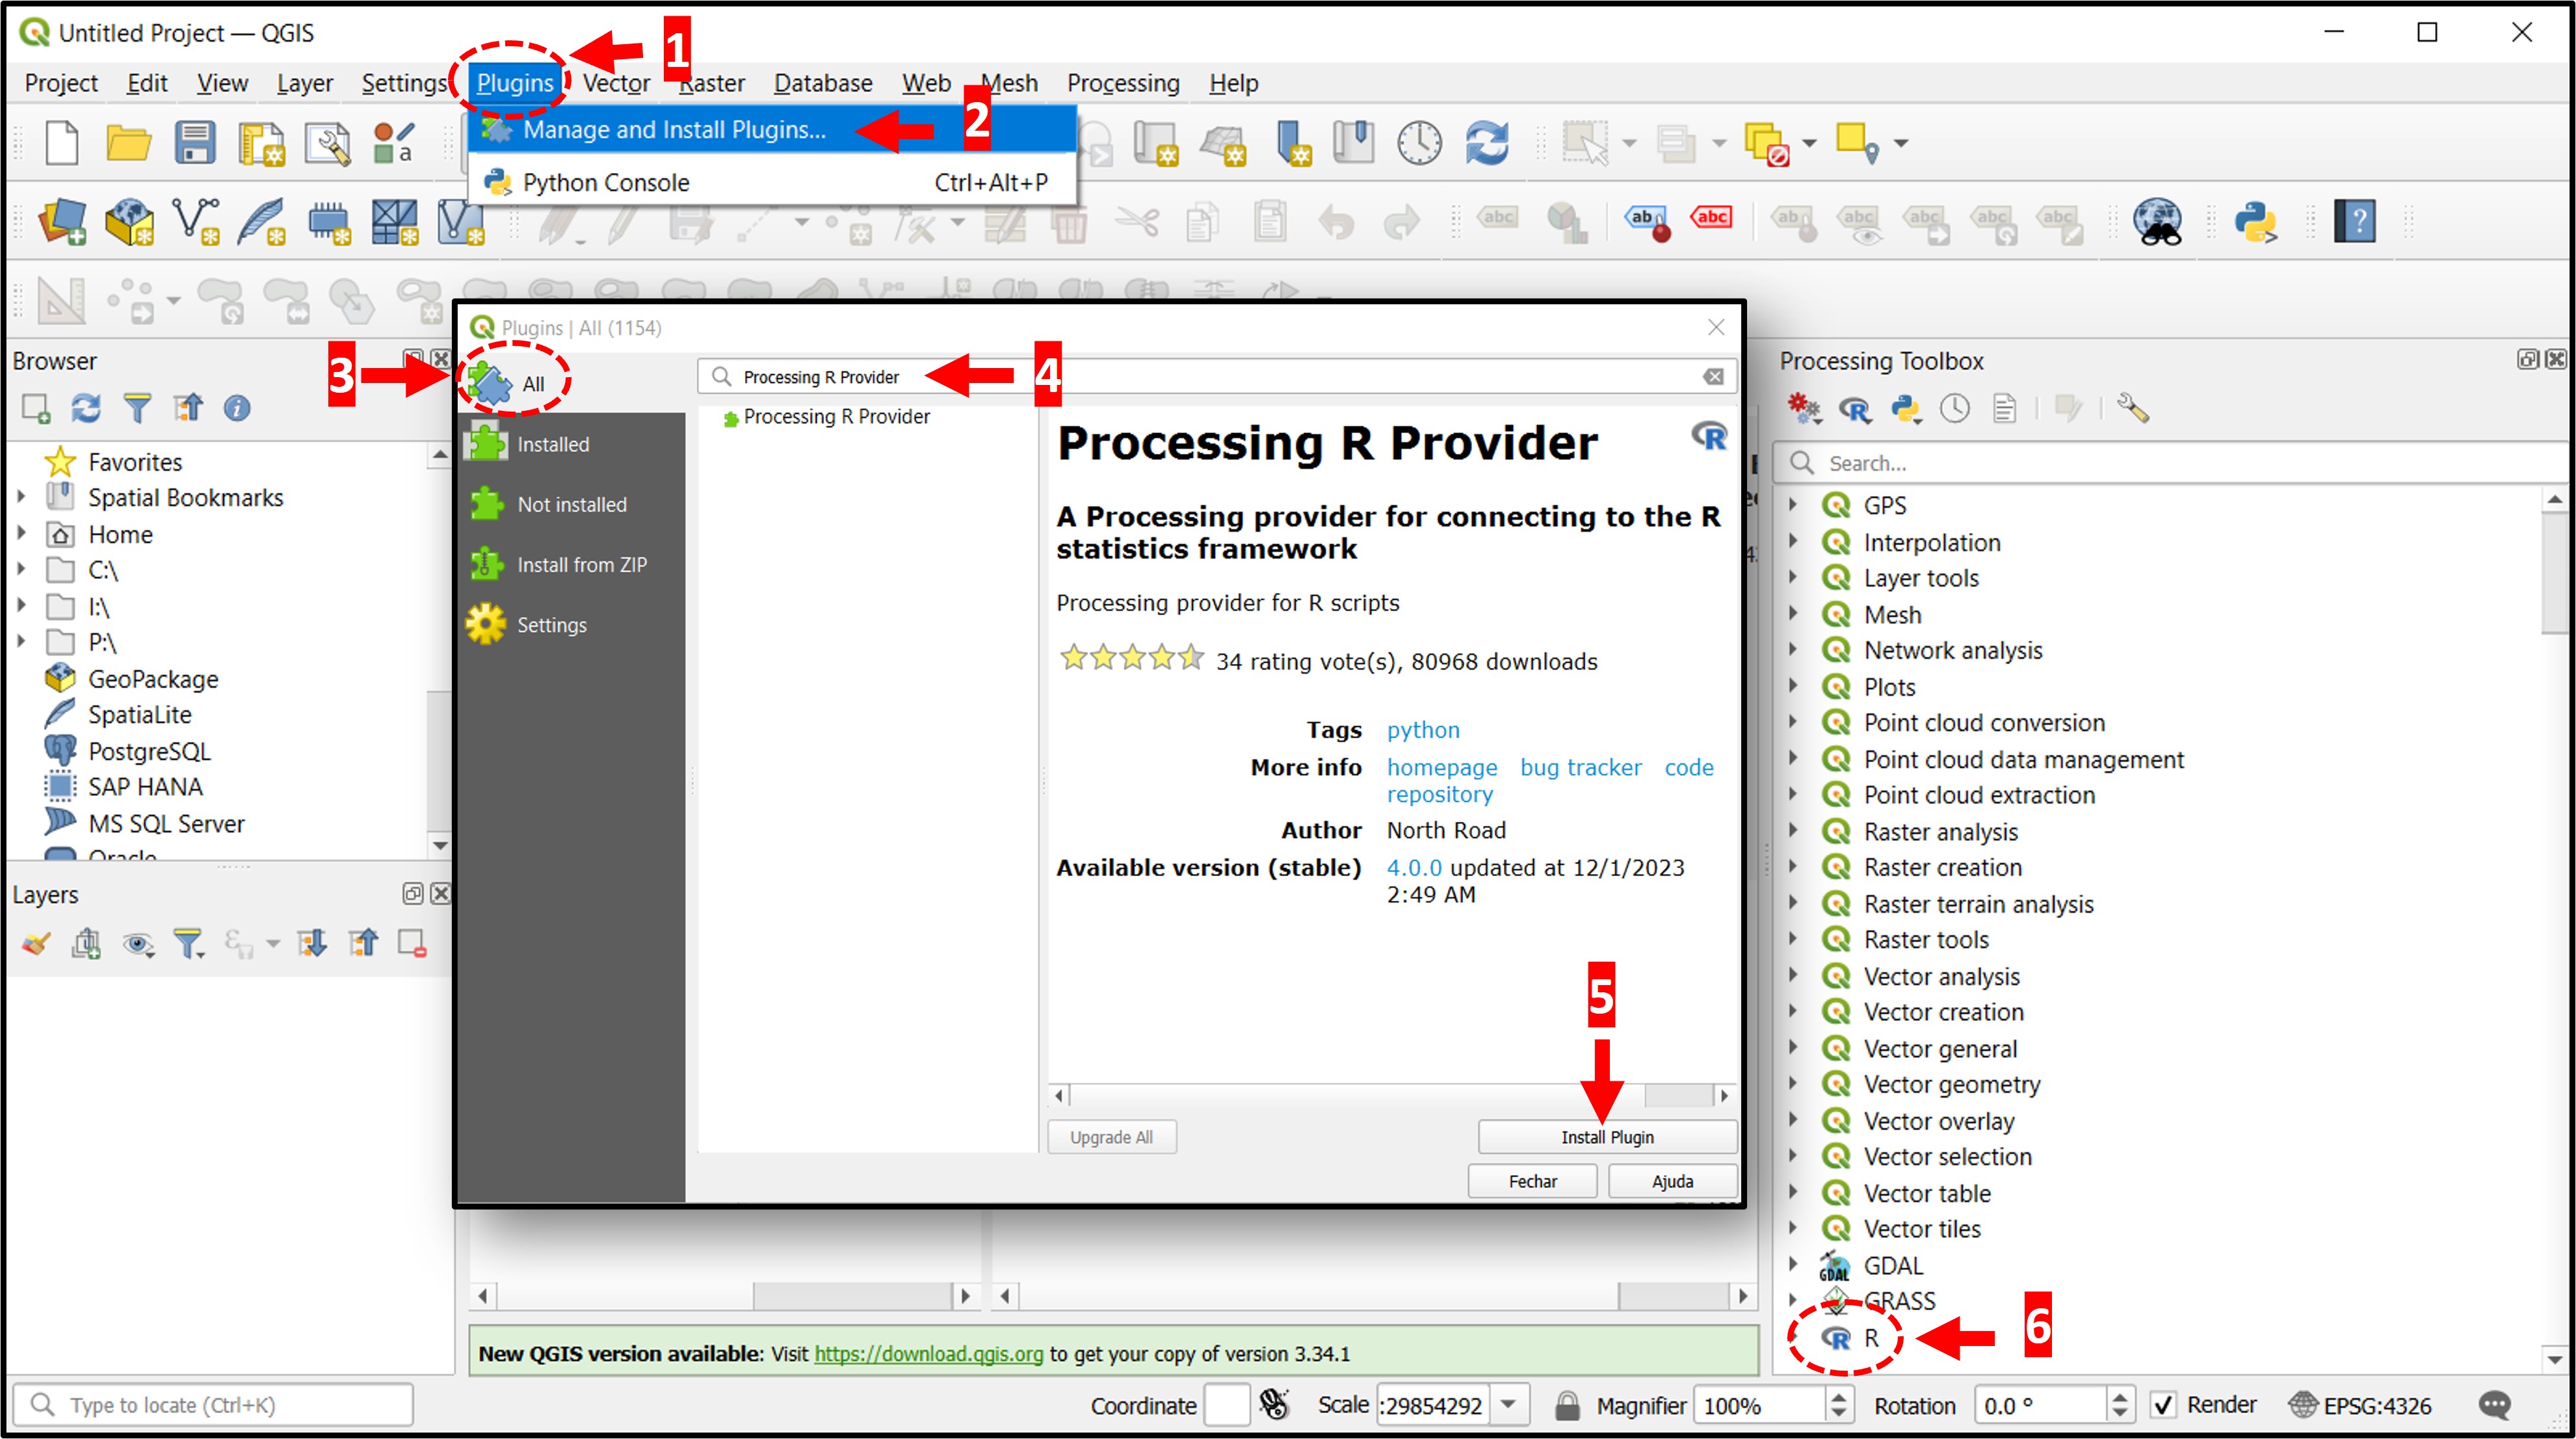 Untitled Project — QGIS
1
Project Edit View Layer Settings Plugins Vector Raster Database Web Mesh Processing Help
Manage and Install Plugins...
2
Python Console Ctrl+Alt+P
Browser
Favorites
Spatial Bookmarks
Home
C:\
I:\
P:\
GeoPackage
SpatiaLite
PostgreSQL
SAP HANA
MS SQL Server
Oracle
Layers
Plugins | All (1154)
3
All
Installed
Not installed
Install from ZIP
Settings
Processing R Provider
4
Processing R Provider
Processing R Provider
A Processing provider for connecting to the R
statistics framework
Processing provider for R scripts
34 rating vote(s), 80968 downloads
Tags python
More info homepage bug tracker code
repository
Author North Road
Available version (stable) 4.0.0 updated at 12/1/2023
2:49 AM
5
Upgrade All
Install Plugin
Fechar
Ajuda
Processing Toolbox
Search...
GPS
Interpolation
Layer tools
Mesh
Network analysis
Plots
Point cloud conversion
Point cloud data management
Point cloud extraction
Raster analysis
Raster creation
Raster terrain analysis
Raster tools
Vector analysis
Vector creation
Vector general
Vector geometry
Vector overlay
Vector selection
Vector table
Vector tiles
GDAL
GRASS
R
6
New QGIS version available: Visit https://download.qgis.org to get your copy of version 3.34.1
Type to locate (Ctrl+K)
Coordinate
Scale :29854292
Magnifier 100%
Rotation 0.0 °
Render
EPSG:4326